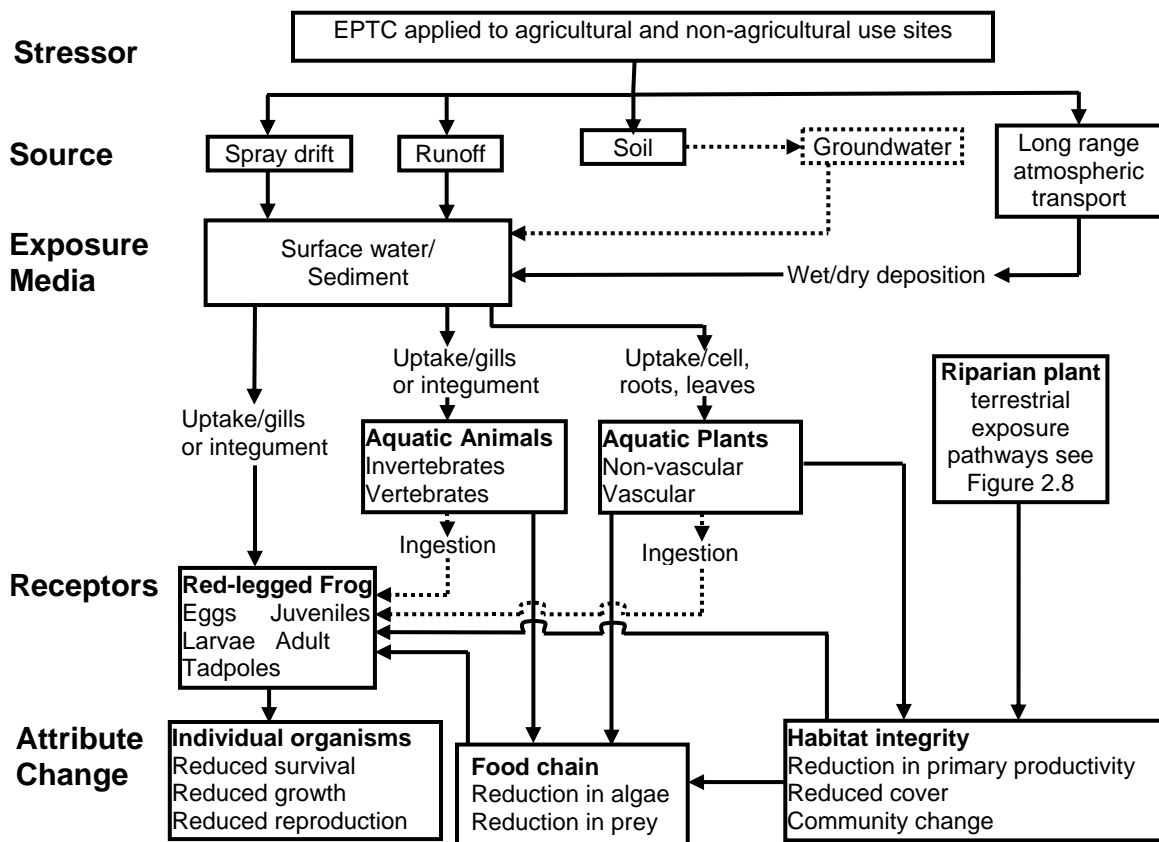 EPTC applied to agricultural and non-agricultural use sites
Stressor
Source
Spray drift
Runoff
Soil
Groundwater
Long range
atmospheric
transport
Exposure
Media
Surface water/
Sediment
Wet/dry deposition
Uptake/gills
or integument
Uptake/gills
or integument
Uptake/cell,
roots, leaves
Riparian plant
terrestrial
exposure
pathways see
Figure 2.8
Aquatic Animals
Invertebrates
Vertebrates
Aquatic Plants
Non-vascular
Vascular
Ingestion
Ingestion
Receptors
Red-legged Frog
Eggs Juveniles
Larvae Adult
Tadpoles
Attribute
Change
Individual organisms
Reduced survival
Reduced growth
Reduced reproduction
Food chain
Reduction in algae
Reduction in prey
Habitat integrity
Reduction in primary productivity
Reduced cover
Community change